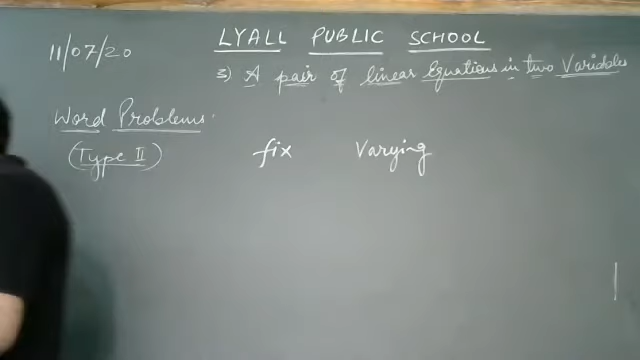 11/07/20
LYALL PUBLIC SCHOOL
3) A pair of linear Equations in two Variables
Word Problems.
(Type II) fix Varying